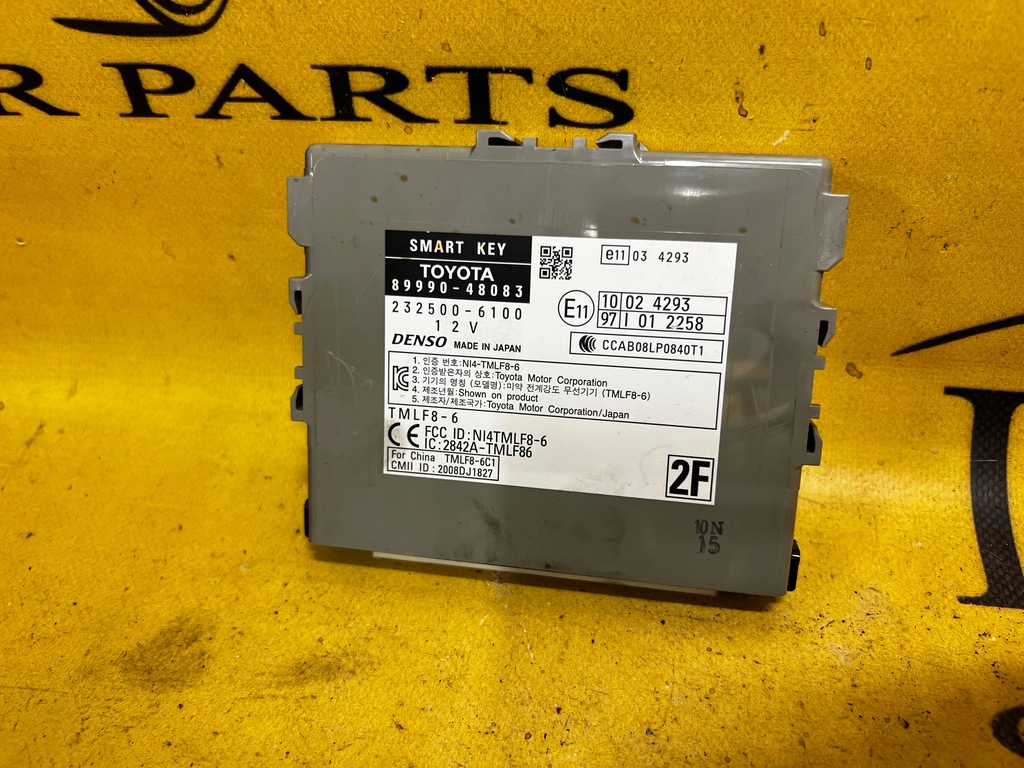 R PARTS
SMART KEY
TOYOTA
89990-48083
232500-6100
12V
DENSO MADE IN JAPAN
e11 03 4293
E11 10 02 4293
97 I 01 2258
CCAB08LP0840T1
1. 인증 번호: NI4-TMLF8-6
2. 인증받은자의 상호: Toyota Motor Corporation
3. 기기의 명칭 (모델명): 미약 전계강도 무선기기 (TMLF8-6)
4. 제조년월: Shown on product
5. 제조자/제조국가: Toyota Motor Corporation/Japan
TMLF8-6
CE FCC ID: NI4TMLF8-6
IC: 2842A-TMLF86
For China TMLF8-6C1
CMII ID: 2008DJ1827
2F
10N
15